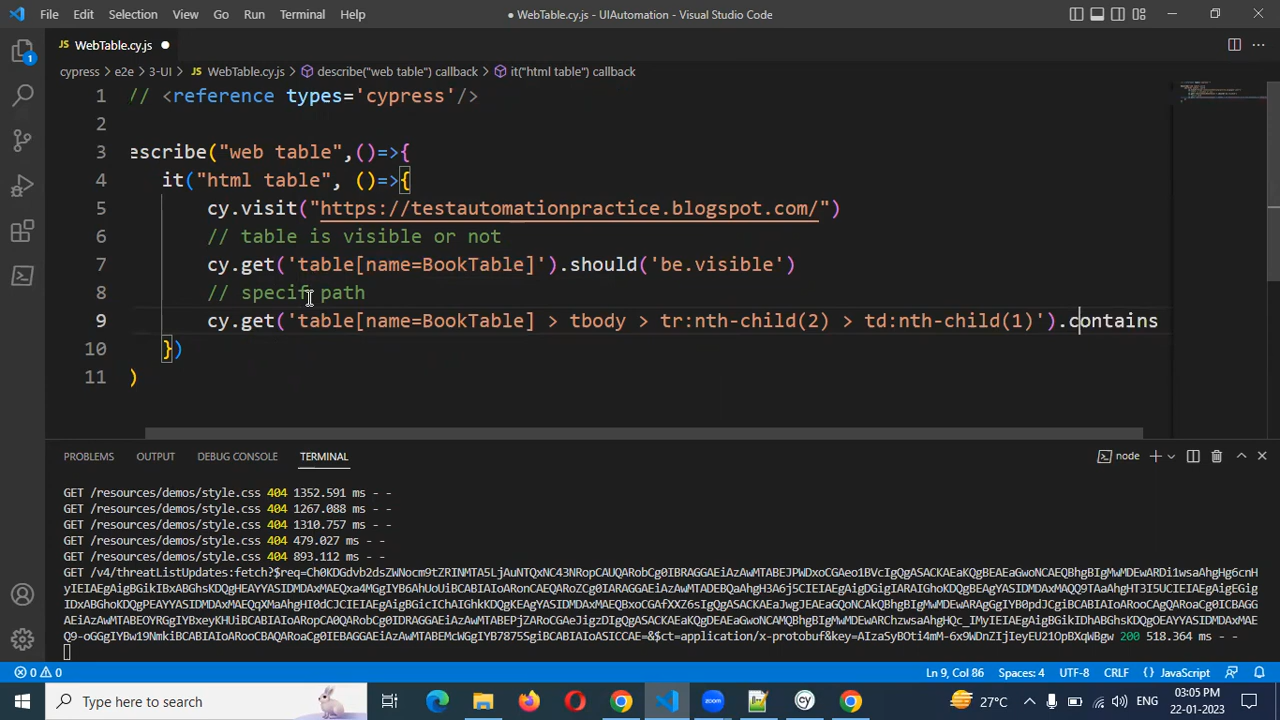 File Edit Selection View Go Run Terminal Help
● WebTable.cy.js - UIAutomation - Visual Studio Code
JS WebTable.cy.js ●
cypress > e2e > 3-UI > JS WebTable.cy.js > describe("web table") callback > it("html table") callback
1 // <reference types='cypress'/>
2
3 escribe("web table",()=>{
4 it("html table", ()=>{
5 cy.visit("https://testautomationpractice.blogspot.com/")
6 // table is visible or not
7 cy.get('table[name=BookTable]').should('be.visible')
8 // specif path
9 cy.get('table[name=BookTable] > tbody > tr:nth-child(2) > td:nth-child(1)').contains
10 })
11 )
PROBLEMS OUTPUT DEBUG CONSOLE TERMINAL
node
GET /resources/demos/style.css 404 1352.591 ms - -
GET /resources/demos/style.css 404 1267.088 ms - -
GET /resources/demos/style.css 404 1310.757 ms - -
GET /resources/demos/style.css 404 479.027 ms - -
GET /resources/demos/style.css 404 893.112 ms - -
200 518.364 ms - -
0 0
Ln 9, Col 86 Spaces: 4 UTF-8 CRLF {} JavaScript
Type here to search
27°C ENG 03:05 PM
22-01-2023